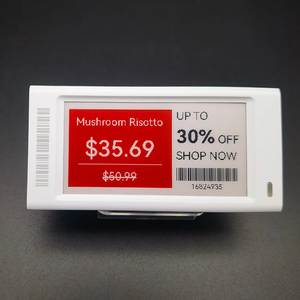 Mushroom Risotto
$35.69
$50.99
UP TO
30% OFF
SHOP NOW
16824935